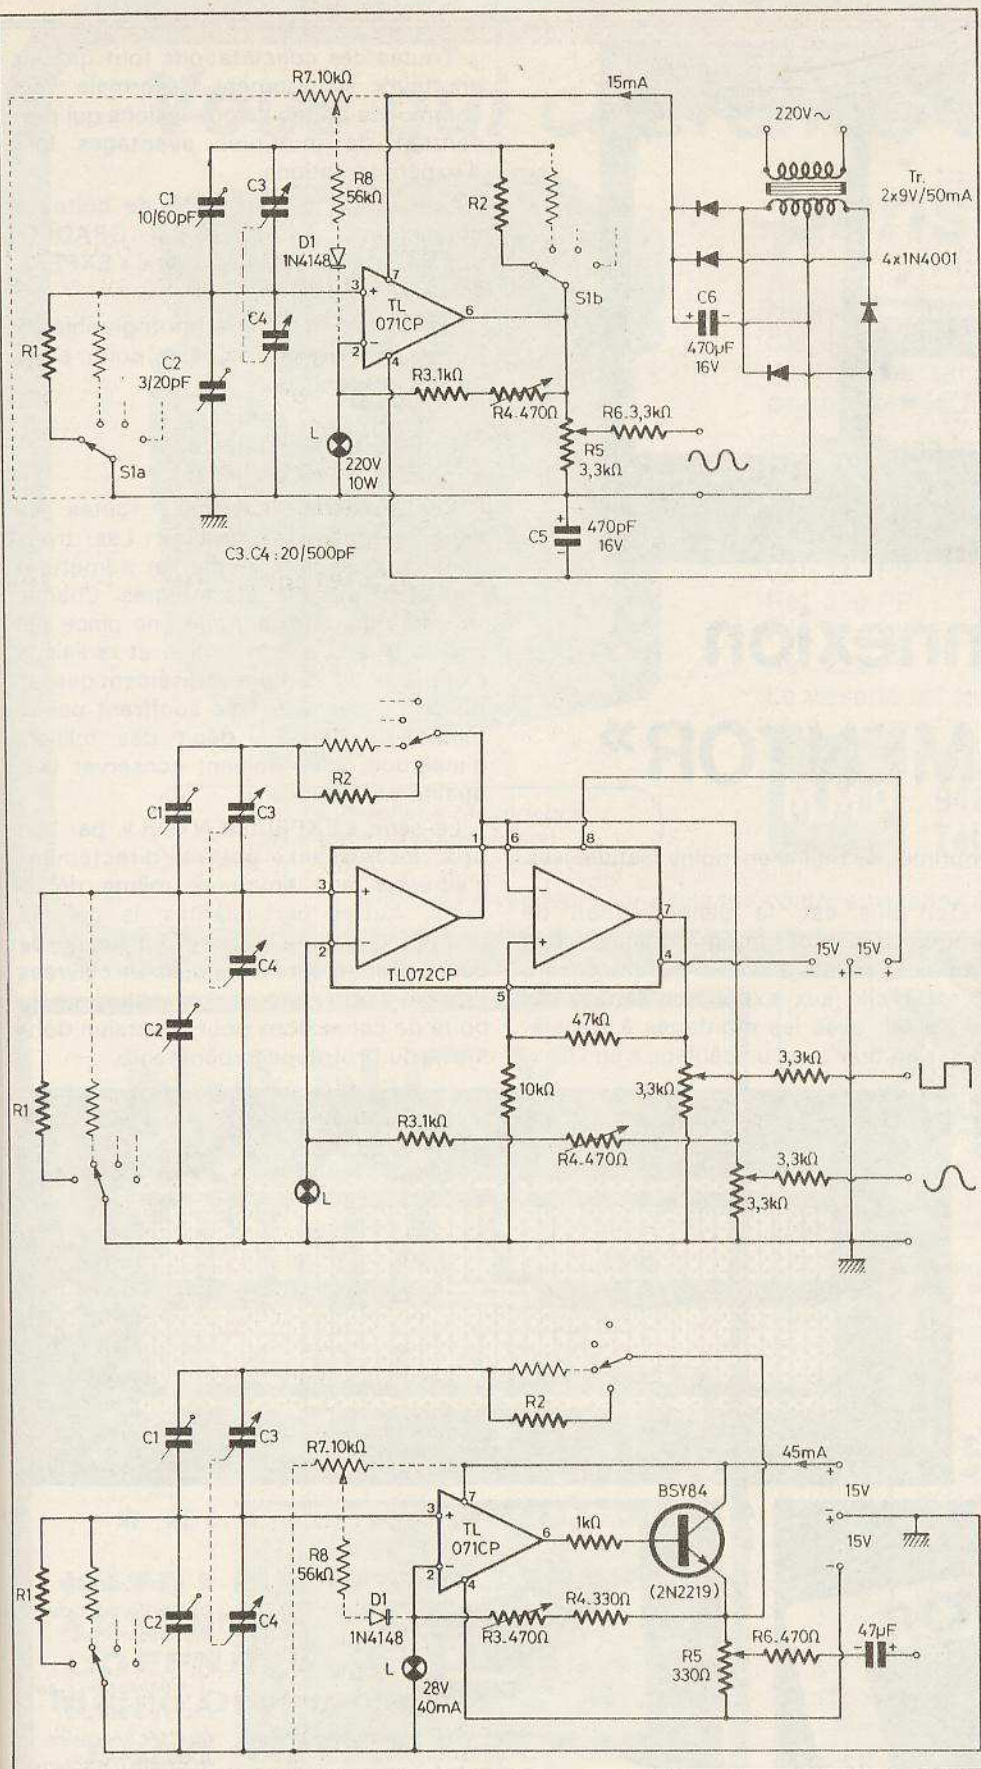 R7.10kΩ
15mA
220V~
Tr.
2x9V/50mA
C1
10/60pF
C3
R8
56kΩ
R2
D1
1N4148
4x1N4001
7
3
+
TL
071CP
6
S1b
C6
+
-
470µF
16V
C4
2
-
4
R1
C2
3/20pF
R3.1kΩ
R4.470Ω
R6.3,3kΩ
L
220V
10W
R5
3,3kΩ
S1a
C5
+
-
470pF
16V
C3.C4 : 20/500pF
nnexion
R2
C1
C3
1
6
8
3
+
-
7
2
-
+
4
C4
TL072CP
5
15V
15V
-
+
C2
47kΩ
10kΩ
3,3kΩ
3,3kΩ
R1
R3.1kΩ
R4.470Ω
3,3kΩ
3,3kΩ
L
R2
C1
C3
R7.10kΩ
45mA
+
BSY84
15V
7
3
+
TL
071CP
6
1kΩ
-
+
15V
R8
56kΩ
2
-
4
(2N2219)
-
R1
D1
1N4148
C2
C4
R3.470Ω
R4.330Ω
R6.470Ω
47µF
-
+
R5
330Ω
L
28V
40mA